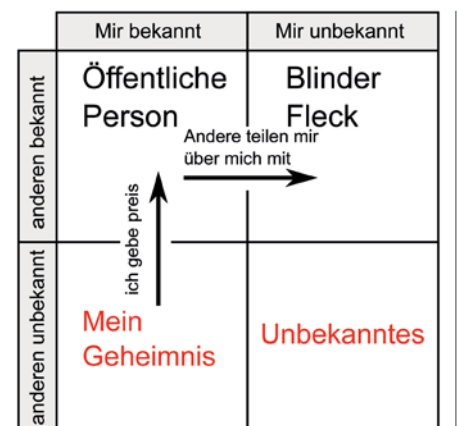 Mir bekannt
Mir unbekannt
anderen bekannt
Öffentliche
Person
Blinder
Fleck
Andere teilen mir
über mich mit
ich gebe preis
anderen unbekannt
Mein
Geheimnis
Unbekanntes